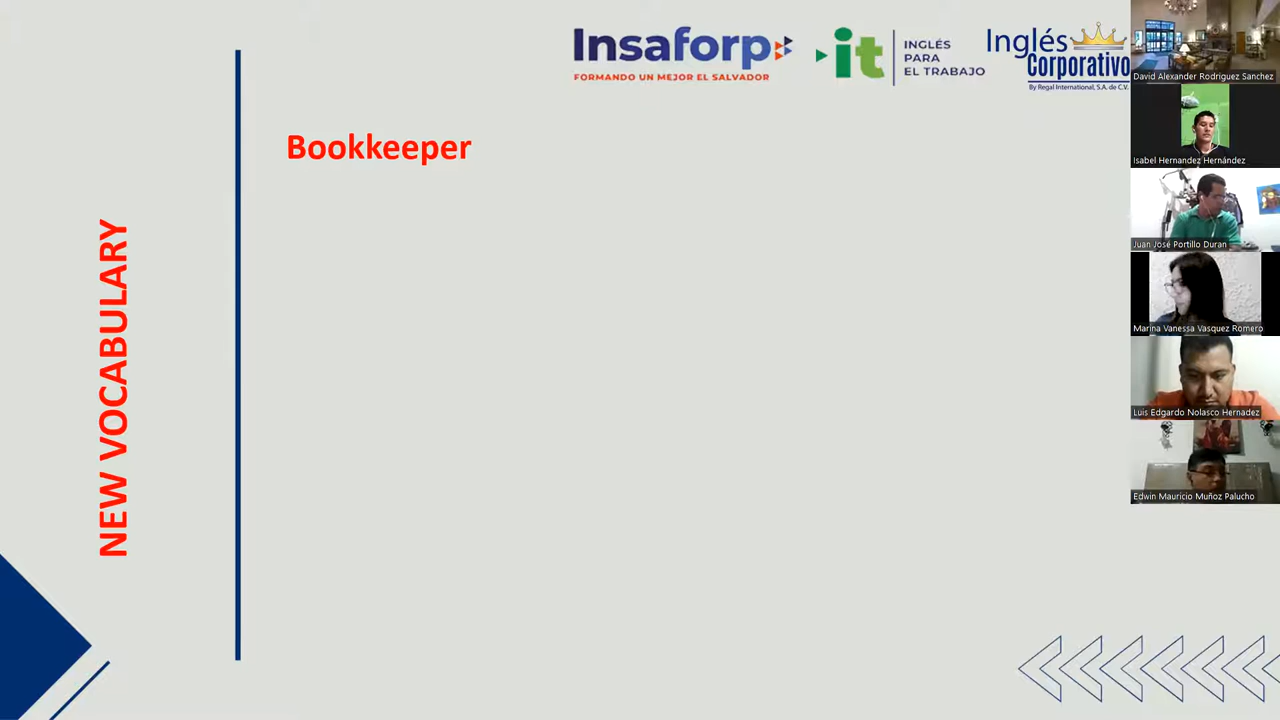 Insaforp
FORMANDO UN MEJOR EL SALVADOR
it
INGLÉS
PARA
EL TRABAJO
Inglés
Corporativo
By Regal International, S.A. de C.V.
Bookkeeper
NEW VOCABULARY
David Alexander Rodriguez Sanchez
Isabel Hernandez Hernández
Juan José Portillo Duran
Marina Vanessa Vasquez Romero
Luis Edgardo Nolasco Hernadez
Edwin Mauricio Muñoz Palucho